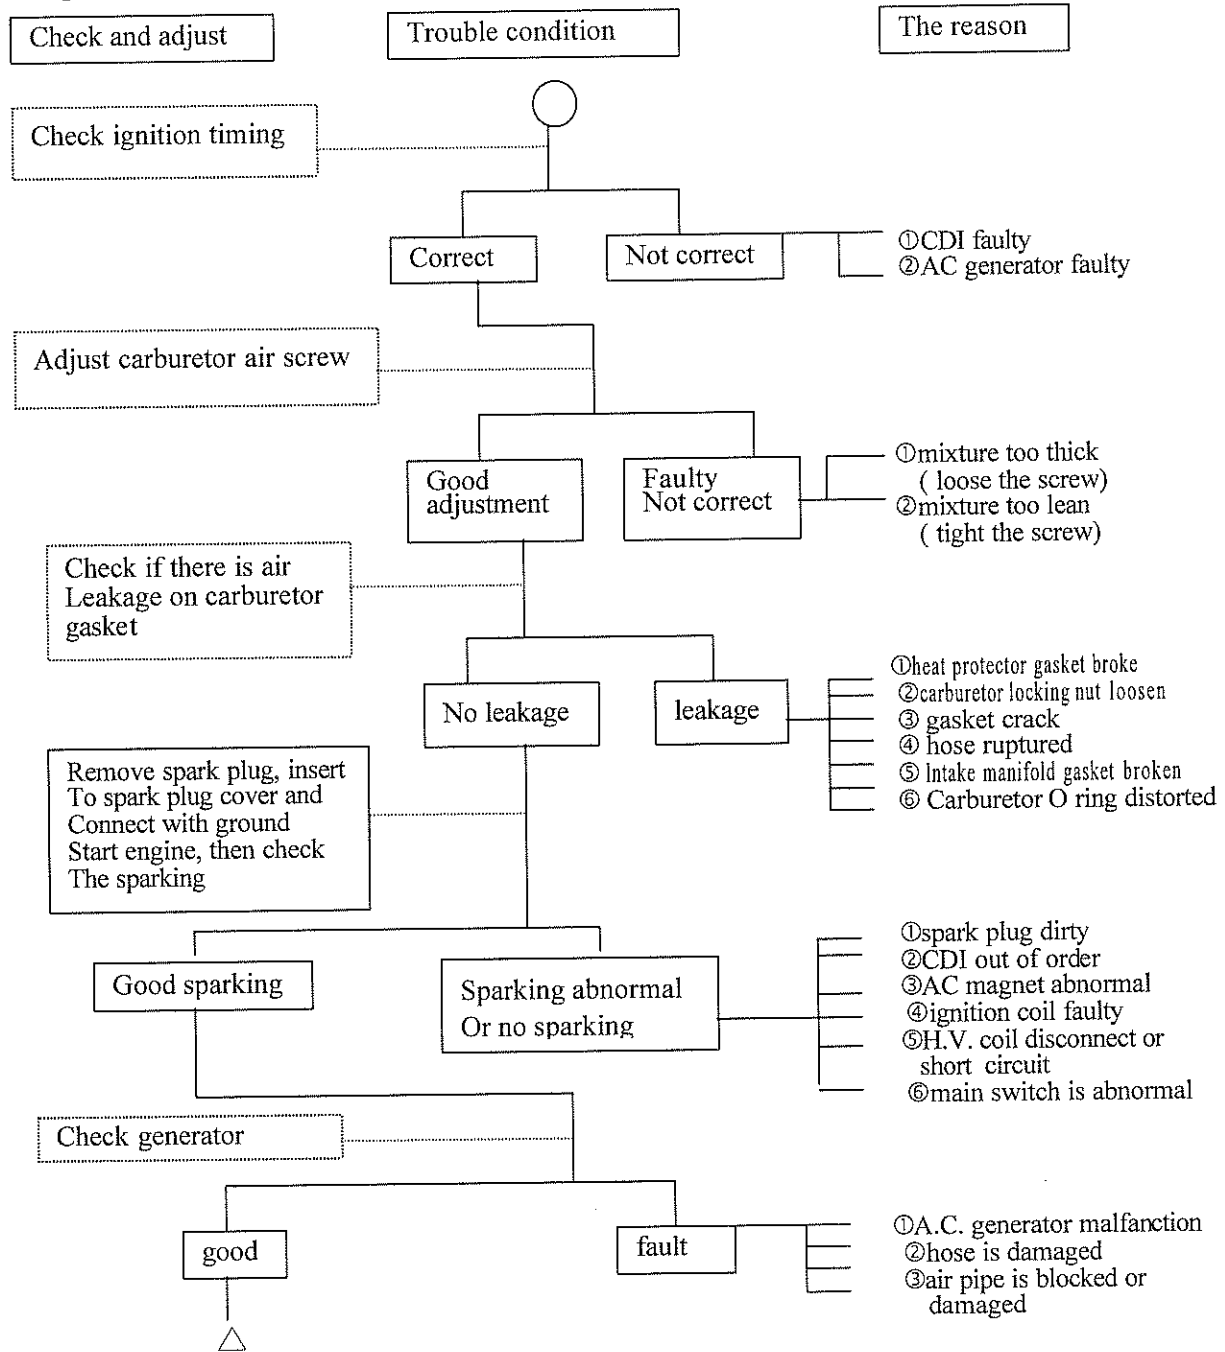 Check and adjust
Trouble condition
The reason
Check ignition timing
Correct
Not correct
①CDI faulty
②AC generator faulty
Adjust carburetor air screw
Good
adjustment
Faulty
Not correct
①mixture too thick
( loose the screw)
②mixture too lean
( tight the screw)
Check if there is air
Leakage on carburetor
gasket
No leakage
leakage
①heat protector gasket broke
②carburetor locking nut loosen
③ gasket crack
④ hose ruptured
⑤ Intake manifold gasket broken
⑥ Carburetor O ring distorted
Remove spark plug, insert
To spark plug cover and
Connect with ground
Start engine, then check
The sparking
Good sparking
Sparking abnormal
Or no sparking
①spark plug dirty
②CDI out of order
③AC magnet abnormal
④ignition coil faulty
⑤H.V. coil disconnect or
short circuit
⑥main switch is abnormal
Check generator
good
fault
①A.C. generator malfanction
②hose is damaged
③air pipe is blocked or
damaged